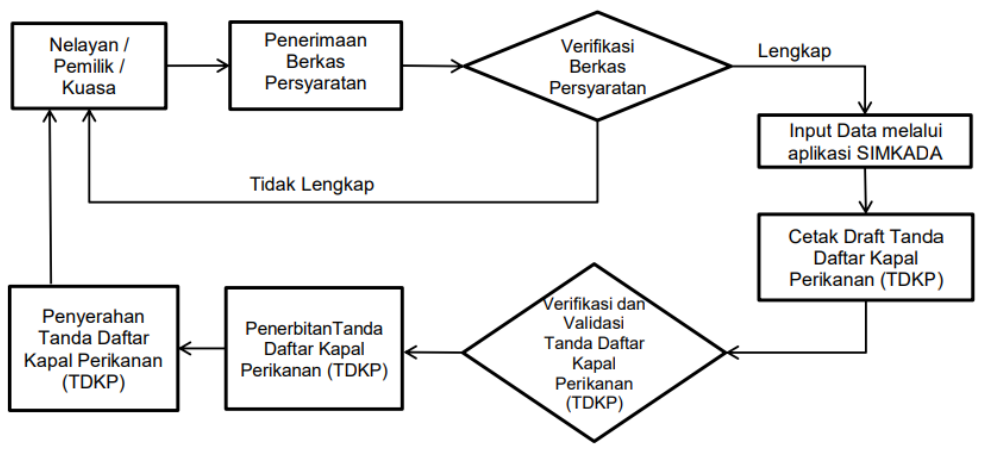 Nelayan /
Pemilik /
Kuasa
Penerimaan
Berkas
Persyaratan
Verifikasi
Berkas
Persyaratan
Lengkap
Input Data melalui
aplikasi SIMKADA
Tidak Lengkap
Cetak Draft Tanda
Daftar Kapal
Perikanan (TDKP)
Verifikasi dan
Validasi
Tanda Daftar
Kapal
Perikanan
(TDKP)
PenerbitanTanda
Daftar Kapal
Perikanan (TDKP)
Penyerahan
Tanda Daftar
Kapal Perikanan
(TDKP)